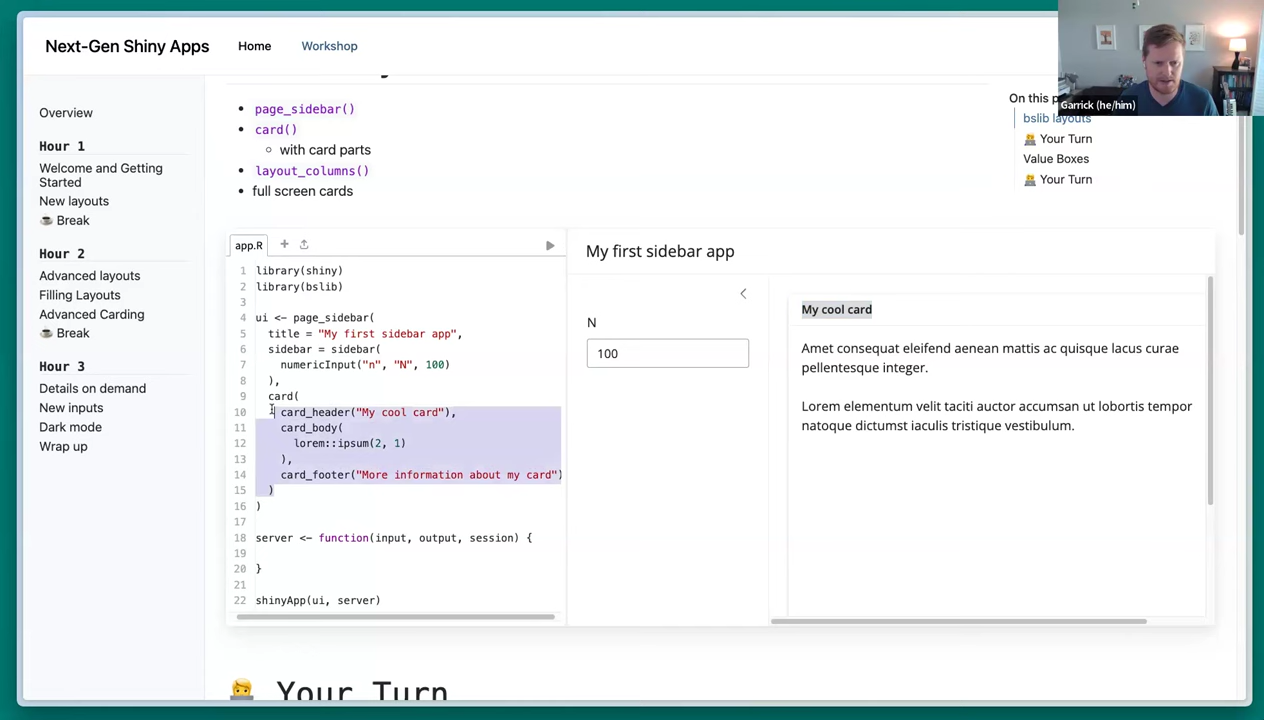 Next-Gen Shiny Apps
Home
Workshop
Garrick (he/him)
Overview
Hour 1
Welcome and Getting
Started
New layouts
☕ Break
Hour 2
Advanced layouts
Filling Layouts
Advanced Carding
☕ Break
Hour 3
Details on demand
New inputs
Dark mode
Wrap up
page_sidebar()
card()
with card parts
layout_columns()
full screen cards
On this p
bslib layouts
Your Turn
Value Boxes
Your Turn
app.R
1 library(shiny)
2 library(bslib)
3
4 ui <- page_sidebar(
5 title = "My first sidebar app",
6 sidebar = sidebar(
7 numericInput("n", "N", 100)
8 ),
9 card(
10 card_header("My cool card"),
11 card_body(
12 lorem::ipsum(2, 1)
13 ),
14 card_footer("More information about my card")
15 )
16 )
17
18 server <- function(input, output, session) {
19
20 }
21
22 shinyApp(ui, server)
My first sidebar app
N
100
My cool card
Amet consequat eleifend aenean mattis ac quisque lacus curae
pellentesque integer.
Lorem elementum velit taciti auctor accumsan ut lobortis tempor
natoque dictumst iaculis tristique vestibulum.
Your Turn